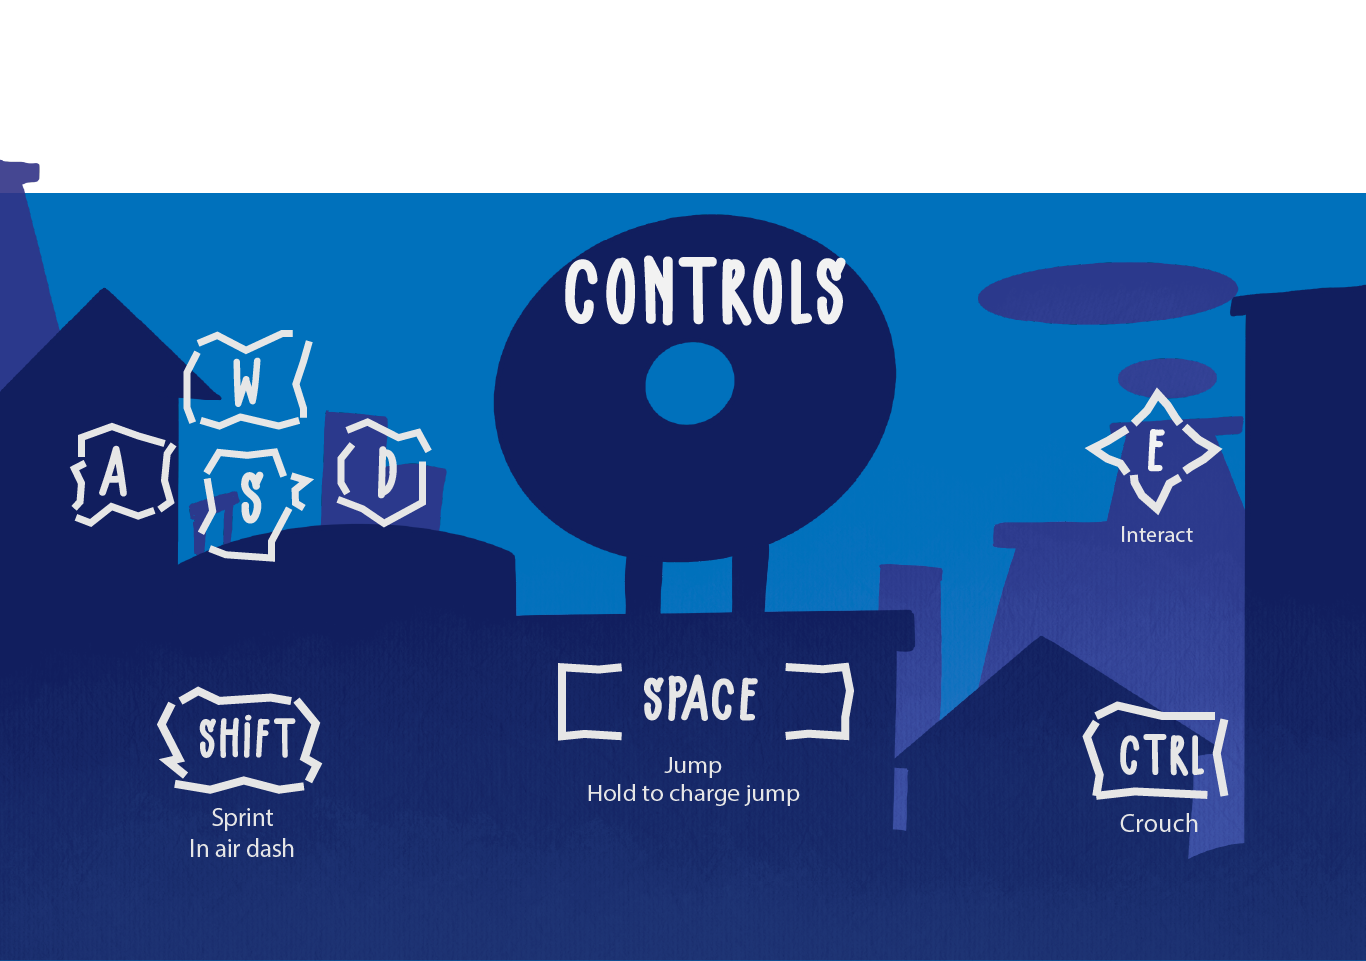 CONTROLS
W
A
S
D
E
Interact
SHiFT
Sprint
In air dash
SPACE
Jump
Hold to charge jump
CTRL
Crouch